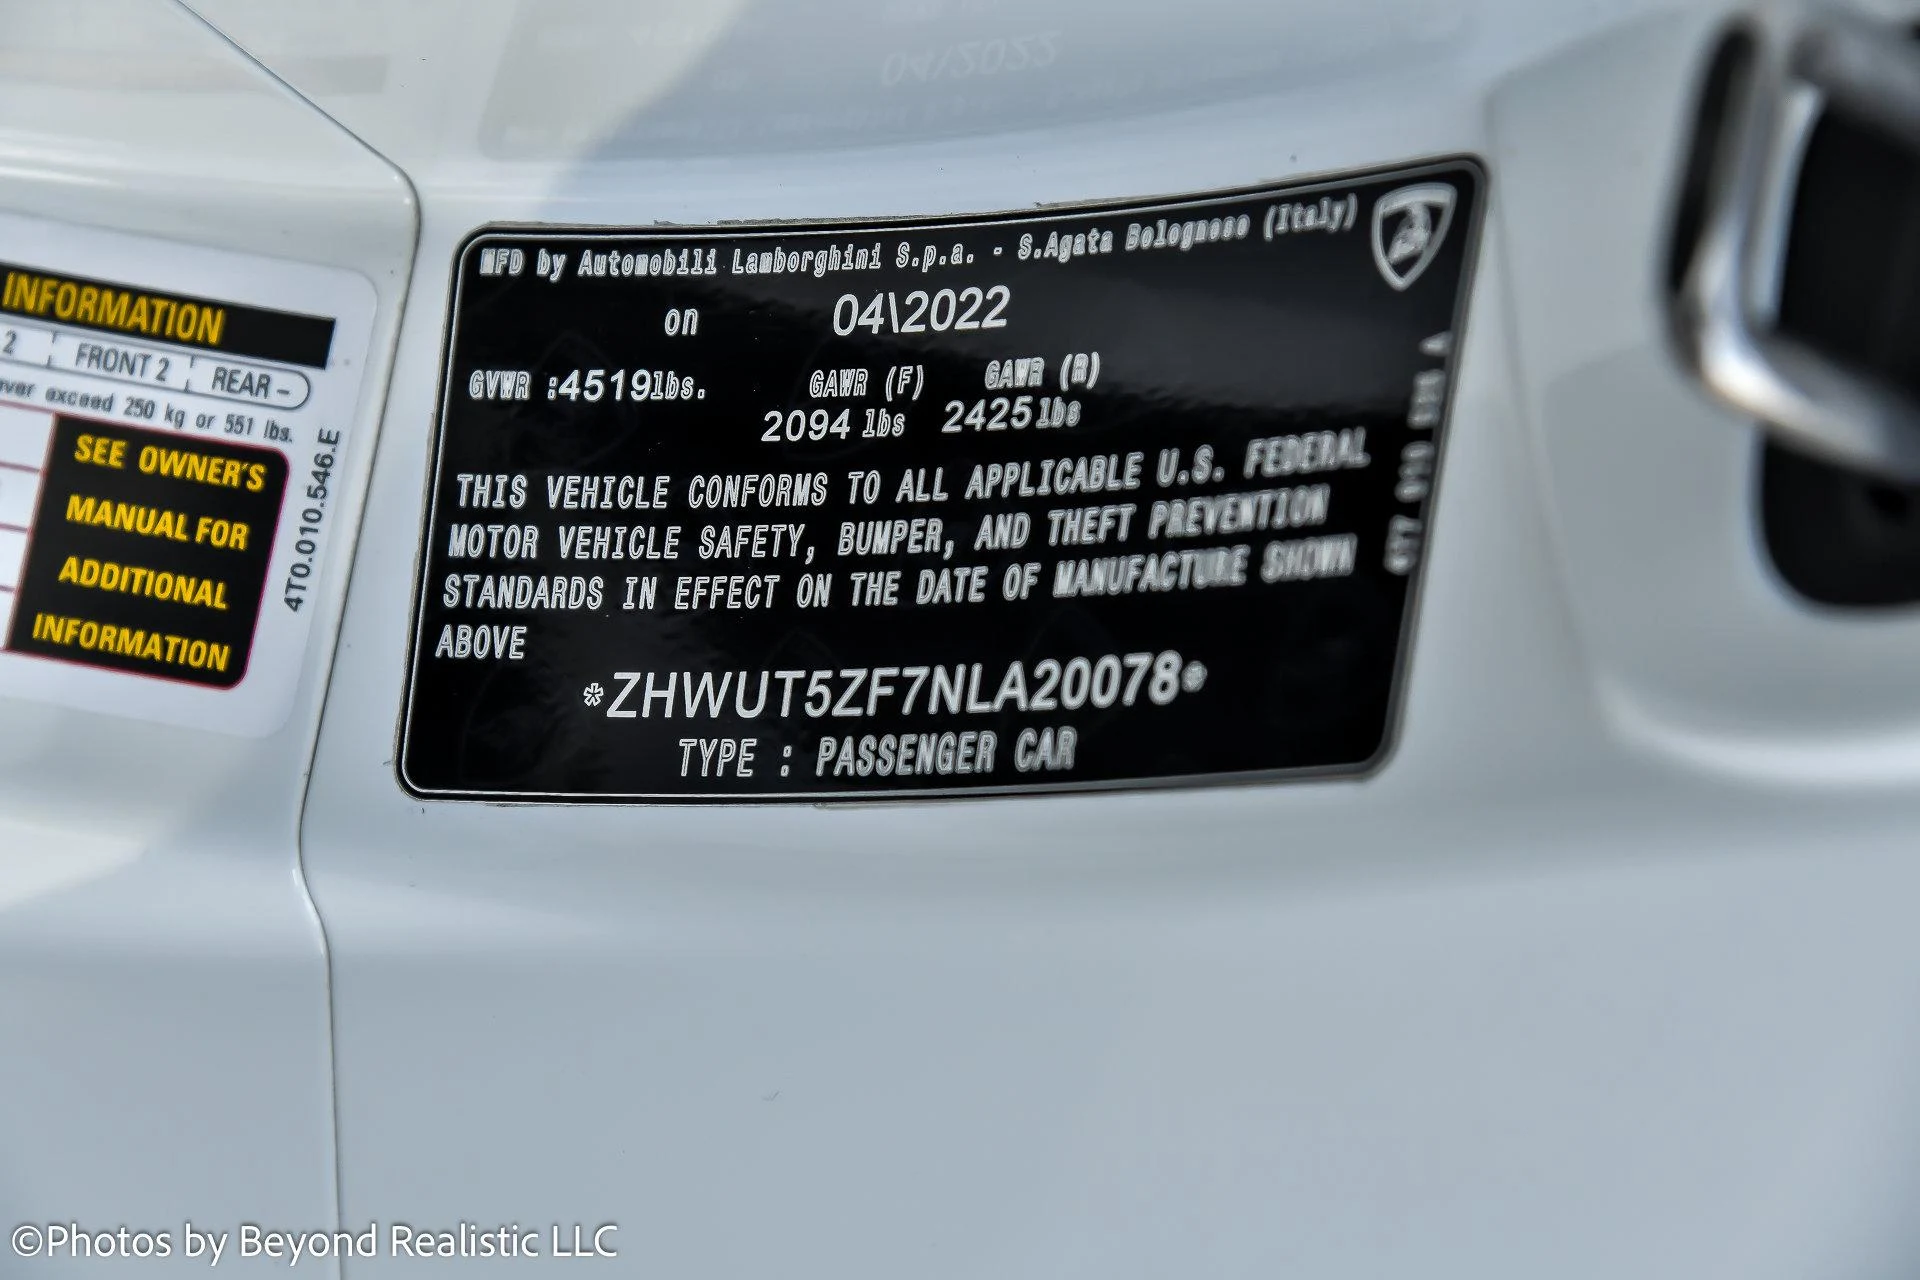 INFORMATION
2 FRONT 2 REAR -
exceed 250 kg or 551 lbs.
SEE OWNER'S
MANUAL FOR
ADDITIONAL
INFORMATION
4T0.010.546.E
MFD by Automobili Lamborghini S.p.a. - S.Agata Bolognese (Italy)
on 04\2022
GVWR :4519lbs. GAWR (F) GAWR (R)
2094 lbs 2425lbs
THIS VEHICLE CONFORMS TO ALL APPLICABLE U.S. FEDERAL
MOTOR VEHICLE SAFETY, BUMPER, AND THEFT PREVENTION
STANDARDS IN EFFECT ON THE DATE OF MANUFACTURE SHOWN
ABOVE
*ZHWUT5ZF7NLA20078*
TYPE : PASSENGER CAR
©Photos by Beyond Realistic LLC